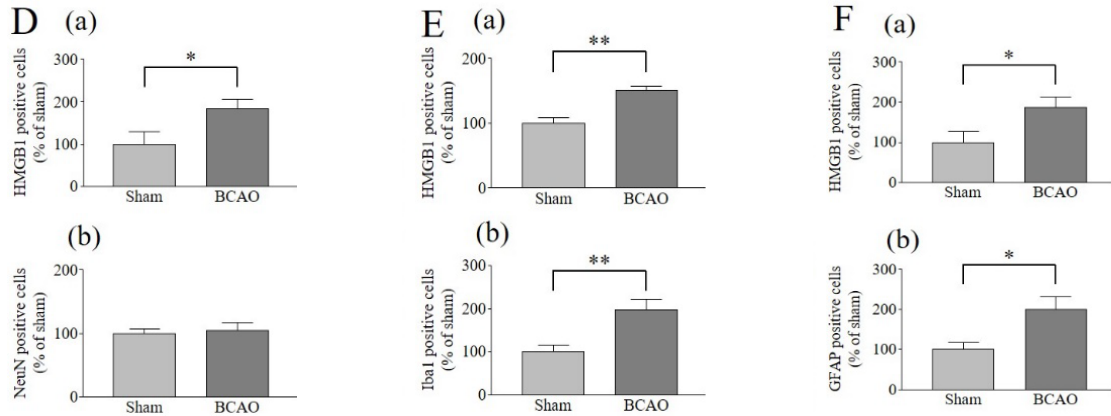 D
(a)
HMGB1 positive cells
(% of sham)
300
200
100
0
*
Sham
BCAO
(b)
NeuN positive cells
(% of sham)
200
100
0
Sham
BCAO
E
(a)
HMGB1 positive cells
(% of sham)
200
150
100
0
**
Sham
BCAO
(b)
Iba1 positive cells
(% of sham)
300
200
100
0
**
Sham
BCAO
F
(a)
HMGB1 positive cells
(% of sham)
300
200
100
0
*
Sham
BCAO
(b)
GFAP positive cells
(% of sham)
300
200
100
0
*
Sham
BCAO